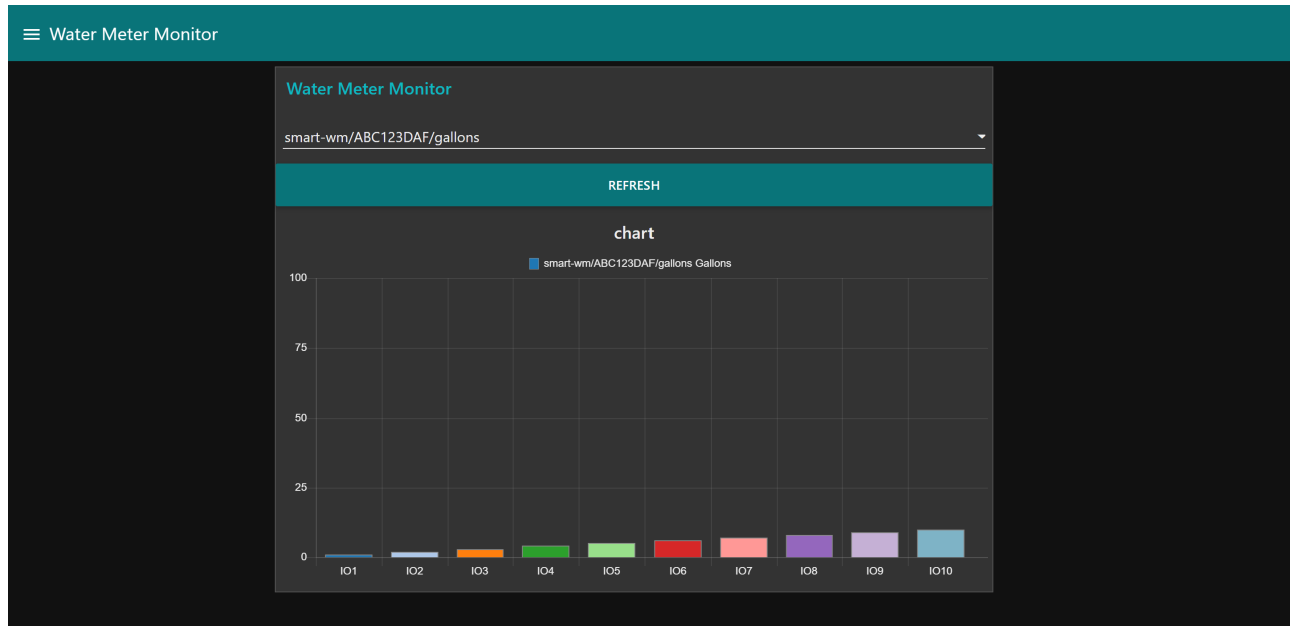 Water Meter Monitor
Water Meter Monitor
smart-wm/ABC123DAF/gallons
REFRESH
chart
smart-wm/ABC123DAF/gallons Gallons
100
75
50
25
0
IO1 IO2 IO3 IO4 IO5 IO6 IO7 IO8 IO9 IO10